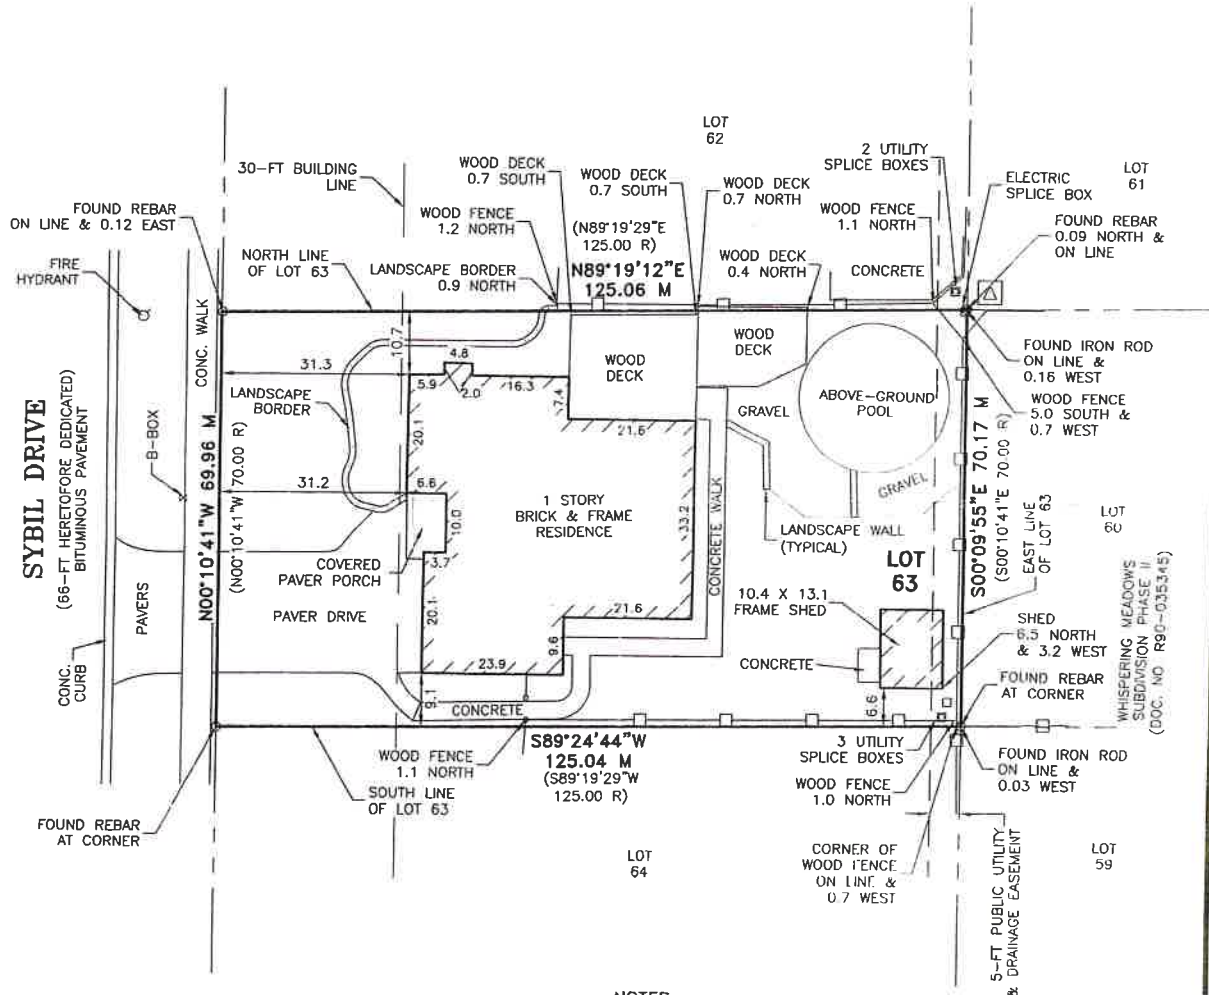 LOT
62
2 UTILITY
SPLICE BOXES
LOT
61
30-FT BUILDING
LINE
WOOD DECK
0.7 SOUTH
WOOD DECK
0.7 SOUTH
WOOD DECK
0.7 NORTH
ELECTRIC
SPLICE BOX
FOUND REBAR
ON LINE & 0.12 EAST
WOOD FENCE
1.2 NORTH
(N89°19'29"E
125.00 R)
WOOD FENCE
1.1 NORTH
FOUND REBAR
0.09 NORTH &
ON LINE
FIRE
HYDRANT
NORTH LINE
OF LOT 63
LANDSCAPE BORDER
0.9 NORTH
N89°19'12"E
125.06 M
WOOD DECK
0.4 NORTH
CONCRETE
CONC. WALK
10.7
4.8
31.3
5.9
2.0
16.3
7.4
WOOD
DECK
WOOD
DECK
FOUND IRON ROD
ON LINE &
0.16 WEST
LANDSCAPE
BORDER
ABOVE-GROUND
POOL
WOOD FENCE
5.0 SOUTH &
0.7 WEST
SYBIL DRIVE
(66-FT HERETOFORE DEDICATED)
BITUMINOUS PAVEMENT
B-BOX
N00°10'41"W 69.96 M
(N00°10'41"W 70.00 R)
20.1
21.6
GRAVEL
GRAVEL
S00°09'55"E 70.17 M
(S00°10'41"E 70.00 R)
EAST LINE
OF LOT 63
31.2
6.6
10.0
1 STORY
BRICK & FRAME
RESIDENCE
33.2
CONCRETE WALK
LANDSCAPE WALL
(TYPICAL)
LOT
60
COVERED
PAVER PORCH
3.7
LOT
63
10.4 X 13.1
FRAME SHED
PAVERS
PAVER DRIVE
20.1
21.6
9.6
SHED
6.5 NORTH
& 3.2 WEST
WHISPERING MEADOWS
SUBDIVISION PHASE II
(DOC. NO R90-035345)
CONC.
CURB
23.9
CONCRETE
9.1
CONCRETE
6.6
FOUND REBAR
AT CORNER
WOOD FENCE
1.1 NORTH
S89°24'44"W
125.04 M
(S89°19'29"W
125.00 R)
3 UTILITY
SPLICE BOXES
FOUND IRON ROD
ON LINE &
0.03 WEST
SOUTH LINE
OF LOT 63
WOOD FENCE
1.0 NORTH
FOUND REBAR
AT CORNER
LOT
64
CORNER OF
WOOD FENCE
ON LINE &
0.7 WEST
5-FT PUBLIC UTILITY
& DRAINAGE EASEMENT
LOT
59